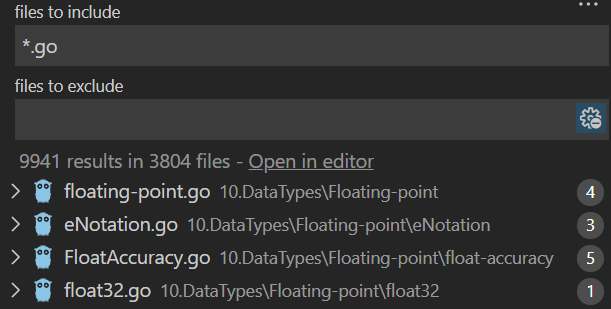 files to include
*.go
files to exclude
9941 results in 3804 files - Open in editor
floating-point.go 10.DataTypes\Floating-point 4
eNotation.go 10.DataTypes\Floating-point\eNotation 3
FloatAccuracy.go 10.DataTypes\Floating-point\float-accuracy 5
float32.go 10.DataTypes\Floating-point\float32 1